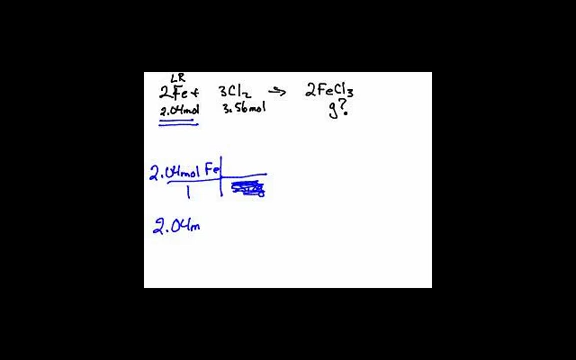 LR
2Fe + 3Cl2 → 2FeCl3
2.04mol 3.56mol g?
2.04mol Fe
1
2.04m